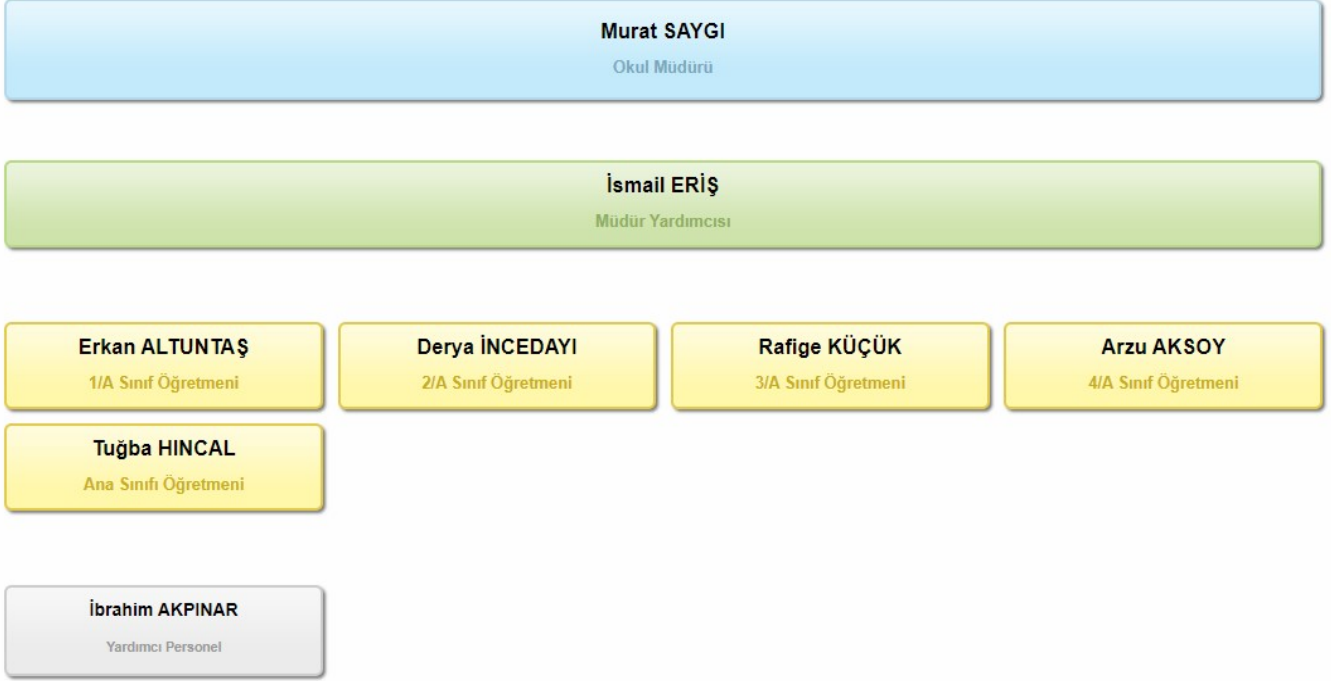 Murat SAYGI
Okul Müdürü
İsmail ERİŞ
Müdür Yardımcısı
Erkan ALTUNTAŞ
1/A Sınıf Öğretmeni
Derya İNCEDAYI
2/A Sınıf Öğretmeni
Rafige KÜÇÜK
3/A Sınıf Öğretmeni
Arzu AKSOY
4/A Sınıf Öğretmeni
Tuğba HINCAL
Ana Sınıfı Öğretmeni
İbrahim AKPINAR
Yardımcı Personel